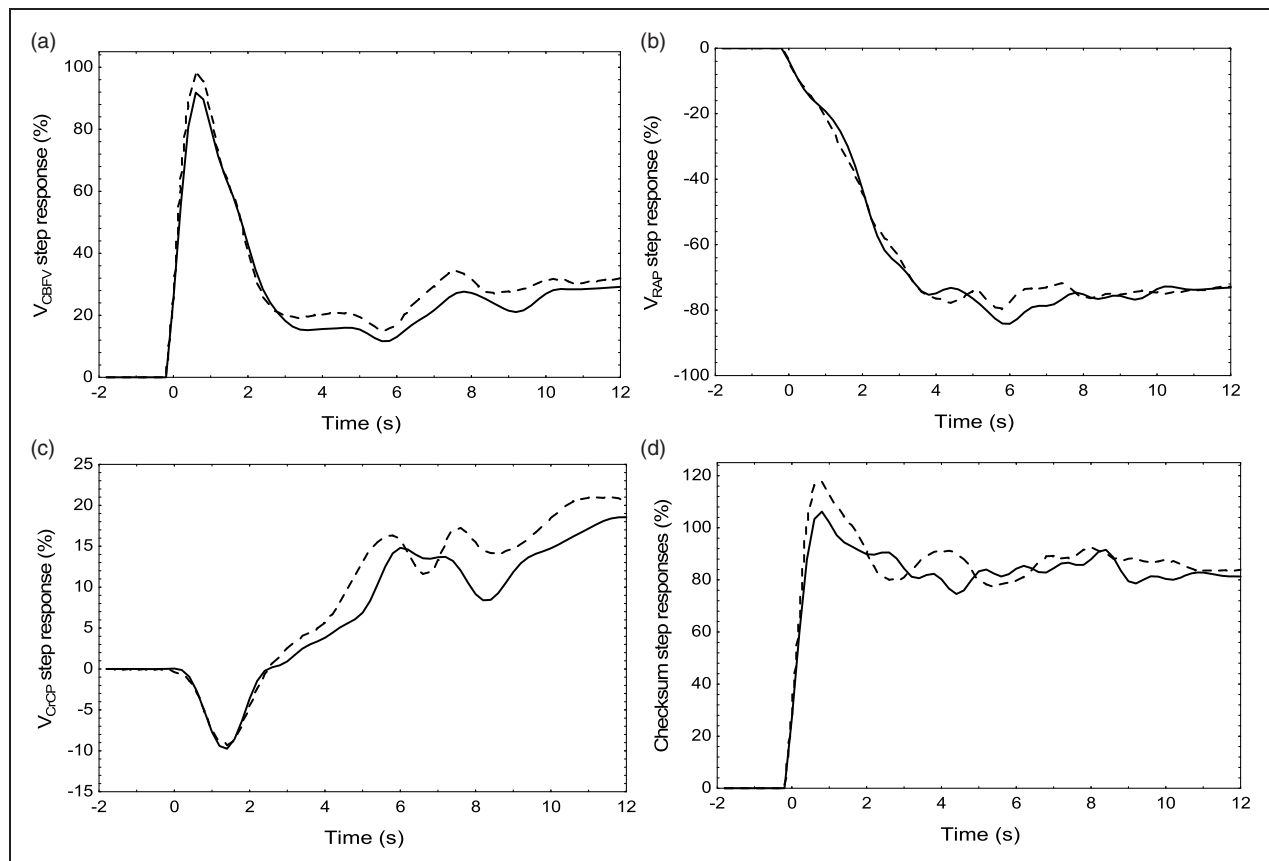 (a)
V_CBFV step response (%)
100
80
60
40
20
0
-2 0 2 4 6 8 10 12
Time (s)
(b)
V_RAP step response (%)
0
-20
-40
-60
-80
-100
-2 0 2 4 6 8 10 12
Time (s)
(c)
V_CrCP step response (%)
25
20
15
10
5
0
-5
-10
-15
-2 0 2 4 6 8 10 12
Time (s)
(d)
Checksum step responses (%)
120
100
80
60
40
20
0
-2 0 2 4 6 8 10 12
Time (s)